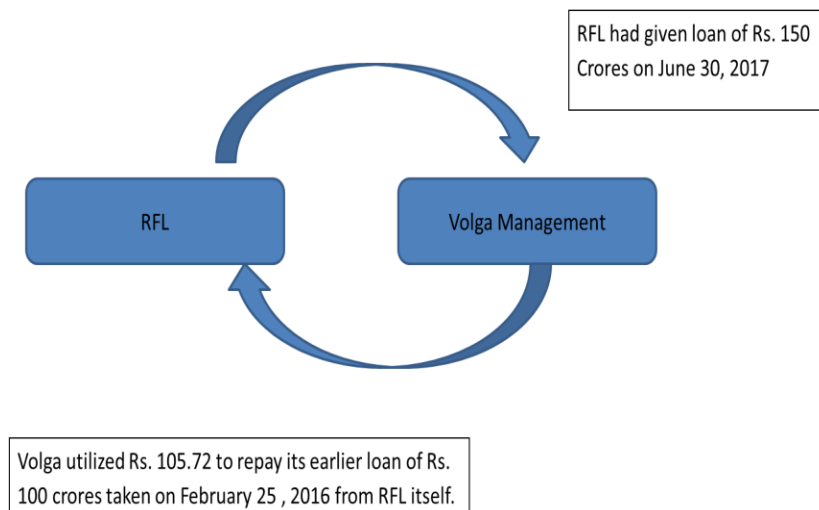 RFL had given loan of Rs. 150
Crores on June 30, 2017
RFL
Volga Management
Volga utilized Rs. 105.72 to repay its earlier loan of Rs.
100 crores taken on February 25 , 2016 from RFL itself.